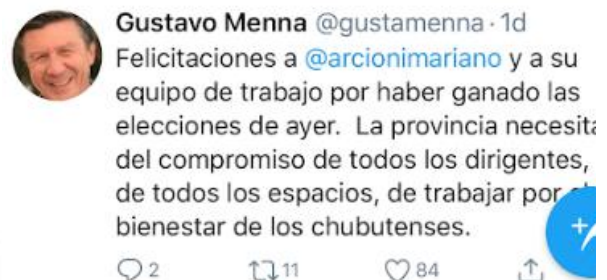 Gustavo Menna @gustamenna · 1d
Felicitaciones a @arcionimariano y a su
equipo de trabajo por haber ganado las
elecciones de ayer. La provincia necesita
del compromiso de todos los dirigentes,
de todos los espacios, de trabajar por el
bienestar de los chubutenses.
2 11 84